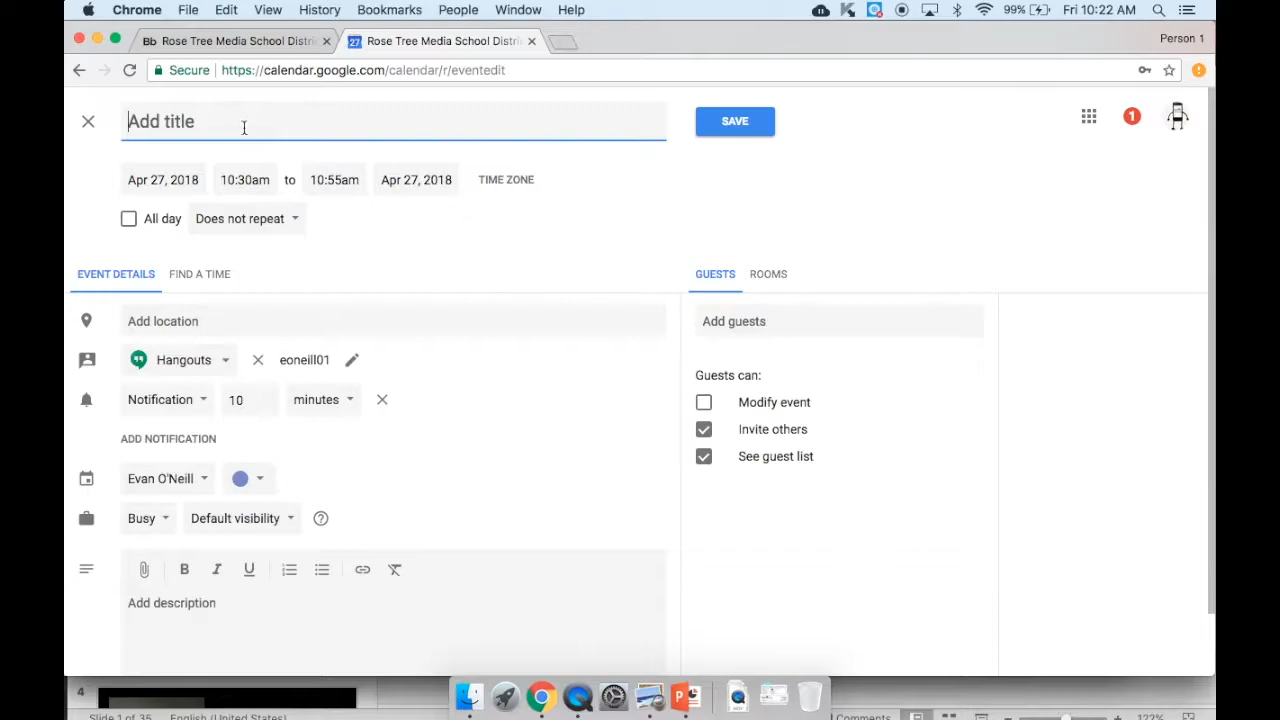 Chrome File Edit View History Bookmarks People Window Help 99% Fri 10:22 AM
Bb Rose Tree Media School Distri 27 Rose Tree Media School Distri Person 1
Secure https://calendar.google.com/calendar/r/eventedit
Add title SAVE 1
Apr 27, 2018 10:30am to 10:55am Apr 27, 2018 TIME ZONE
All day Does not repeat
EVENT DETAILS FIND A TIME GUESTS ROOMS
Add location Add guests
Hangouts eoneill01
Guests can:
Notification 10 minutes Modify event
Invite others
ADD NOTIFICATION
See guest list
Evan O'Neill
Busy Default visibility ?
B I U
Add description
4
Slide 1 of 35 English (United States) Comments 122%